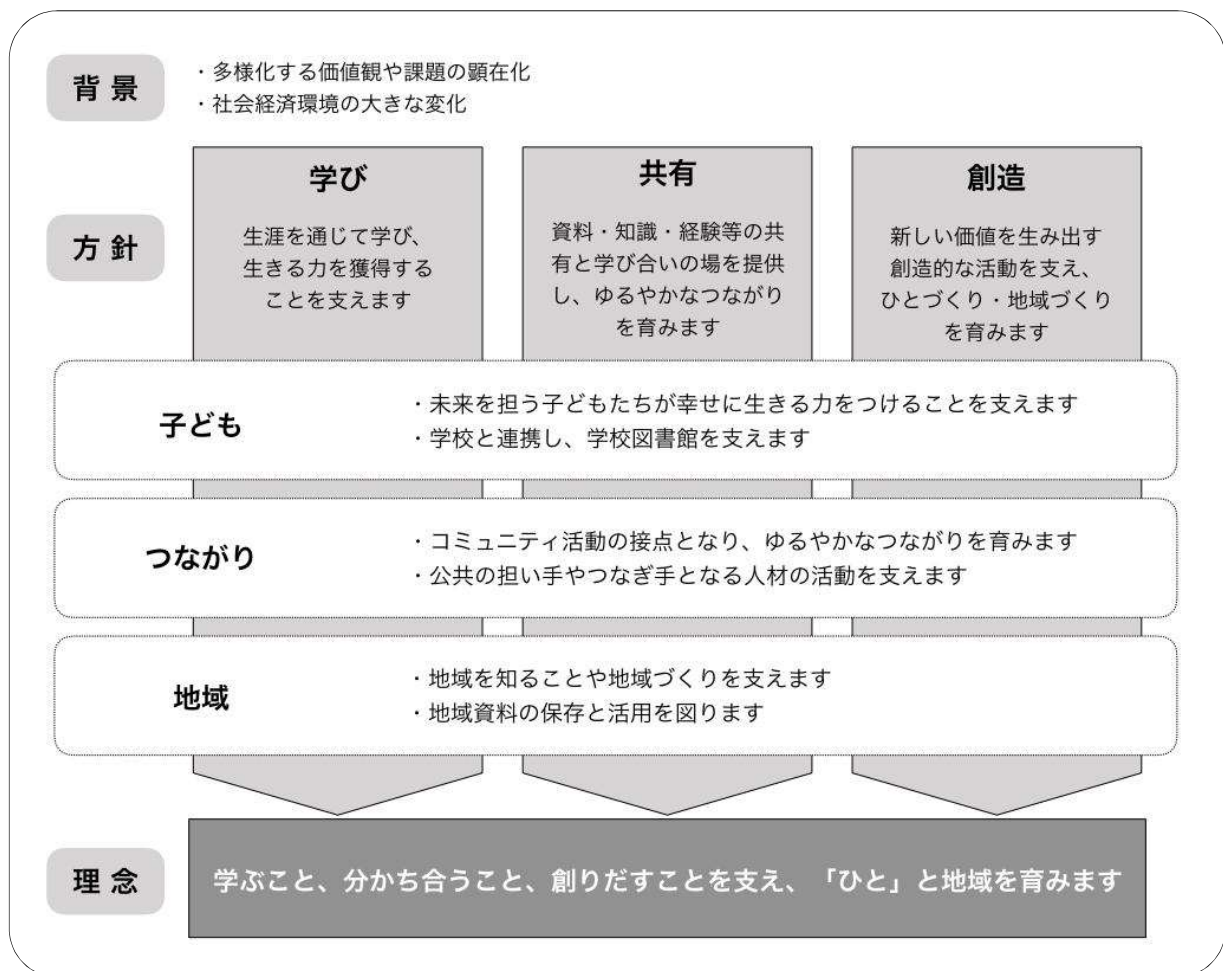 背景
・多様化する価値観や課題の顕在化
・社会経済環境の大きな変化
方針
学び
生涯を通じて学び、
生きる力を獲得する
ことを支えます
共有
資料・知識・経験等の共
有と学び合いの場を提供
し、ゆるやかなつながり
を育みます
創造
新しい価値を生み出す
創造的な活動を支え、
ひとづくり・地域づくり
を育みます
子ども
・未来を担う子どもたちが幸せに生きる力をつけることを支えます
・学校と連携し、学校図書館を支えます
つながり
・コミュニティ活動の接点となり、ゆるやかなつながりを育みます
・公共の担い手やつなぎ手となる人材の活動を支えます
地域
・地域を知ることや地域づくりを支えます
・地域資料の保存と活用を図ります
理念
学ぶこと、分かち合うこと、創りだすことを支え、「ひと」と地域を育みます